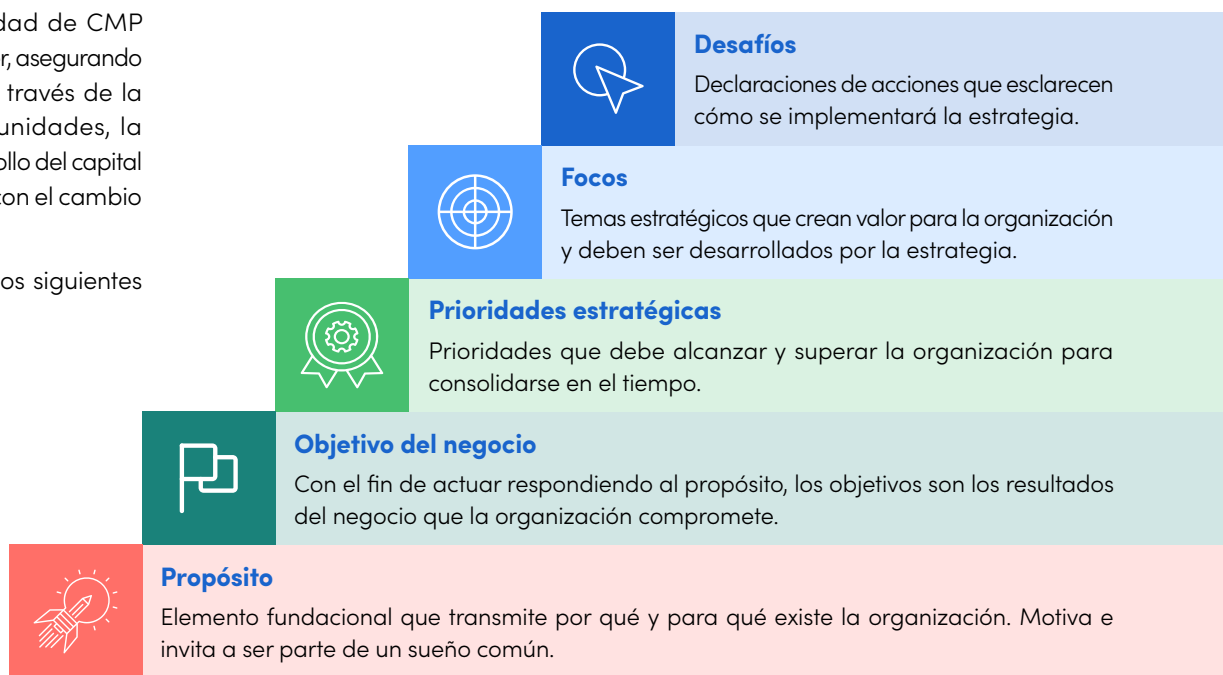 dad de CMP
r, asegurando
través de la
unidades, la
ollo del capital
con el cambio
os siguientes
Desafíos
Declaraciones de acciones que esclarecen
cómo se implementará la estrategia.
Focos
Temas estratégicos que crean valor para la organización
y deben ser desarrollados por la estrategia.
Prioridades estratégicas
Prioridades que debe alcanzar y superar la organización para
consolidarse en el tiempo.
Objetivo del negocio
Con el fin de actuar respondiendo al propósito, los objetivos son los resultados
del negocio que la organización compromete.
Propósito
Elemento fundacional que transmite por qué y para qué existe la organización. Motiva e
invita a ser parte de un sueño común.